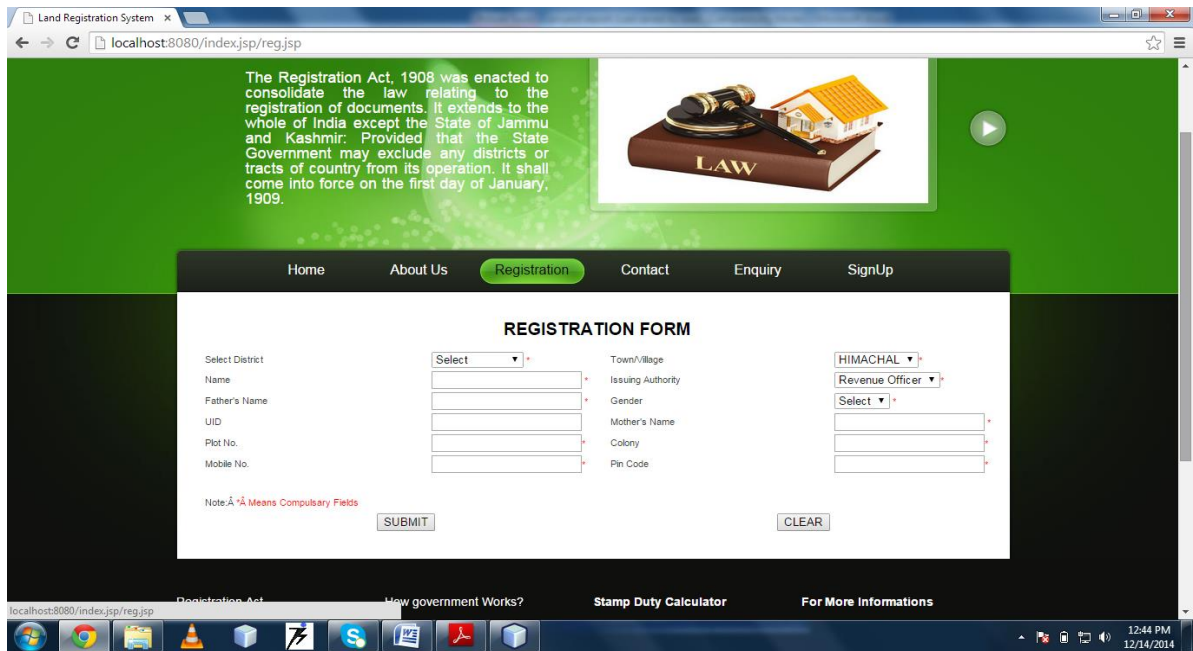 Land Registration System
localhost:8080/index.jsp/reg.jsp
The Registration Act, 1908 was enacted to
consolidate the law relating to the
registration of documents. It extends to the
whole of India except the State of Jammu
and Kashmir: Provided that the State
Government may exclude any districts or
tracts of country from its operation. It shall
come into force on the first day of January,
1909.
LAW
Home About Us Registration Contact Enquiry SignUp
REGISTRATION FORM
Select District Select * Town/Village HIMACHAL *
Name * Issuing Authority Revenue Officer *
Father's Name * Gender Select *
UID Mother's Name *
Plot No. * Colony *
Mobile No. * Pin Code *
Note:Â *Â Means Compulsary Fields
SUBMIT CLEAR
Registration Act How government Works? Stamp Duty Calculator For More Informations
localhost:8080/index.jsp/reg.jsp
12:44 PM
12/14/2014